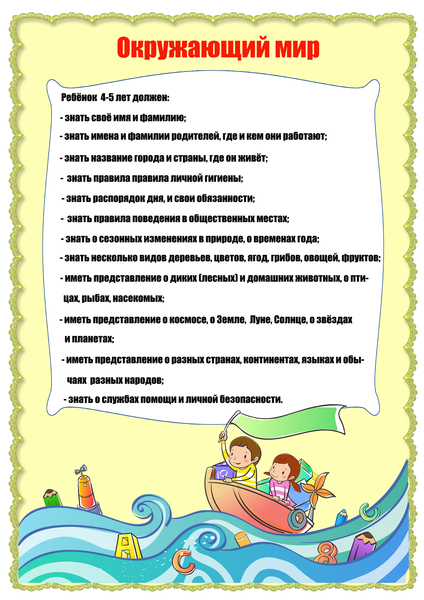 Окружающий мир
Ребёнок 4-5 лет должен:
- знать своё имя и фамилию;
- знать имена и фамилии родителей, где и кем они работают;
- знать название города и страны, где он живёт;
- знать правила правила личной гигиены;
- знать распорядок дня, и свои обязанности;
- знать правила поведения в общественных местах;
- знать о сезонных изменениях в природе, о временах года;
- знать несколько видов деревьев, цветов, ягод, грибов, овощей, фруктов;
- иметь представление о диких (лесных) и домашних животных, о пти-
цах, рыбах, насекомых;
- иметь представление о космосе, о Земле, Луне, Солнце, о звёздах
и планетах;
- иметь представление о разных странах, континентах, языках и обы-
чаях разных народов;
- знать о службах помощи и личной безопасности.
А С 8 А